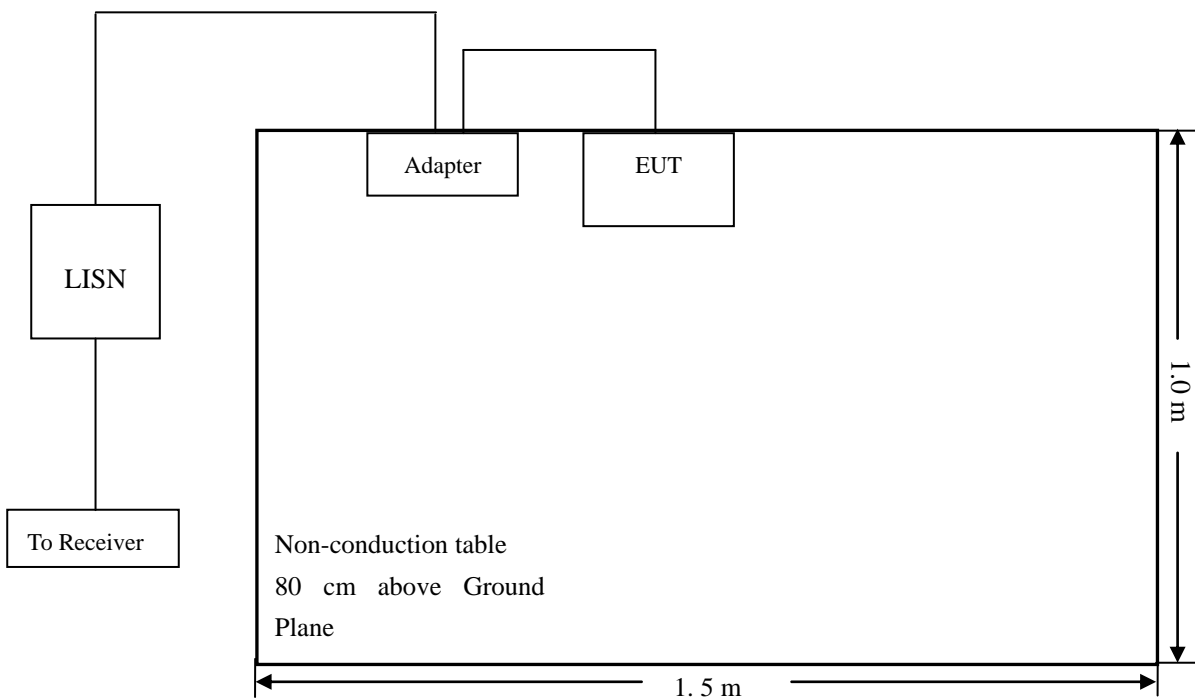 Adapter
EUT
LISN
1.0 m
To Receiver
Non-conduction table
80 cm above Ground
Plane
1. 5 m